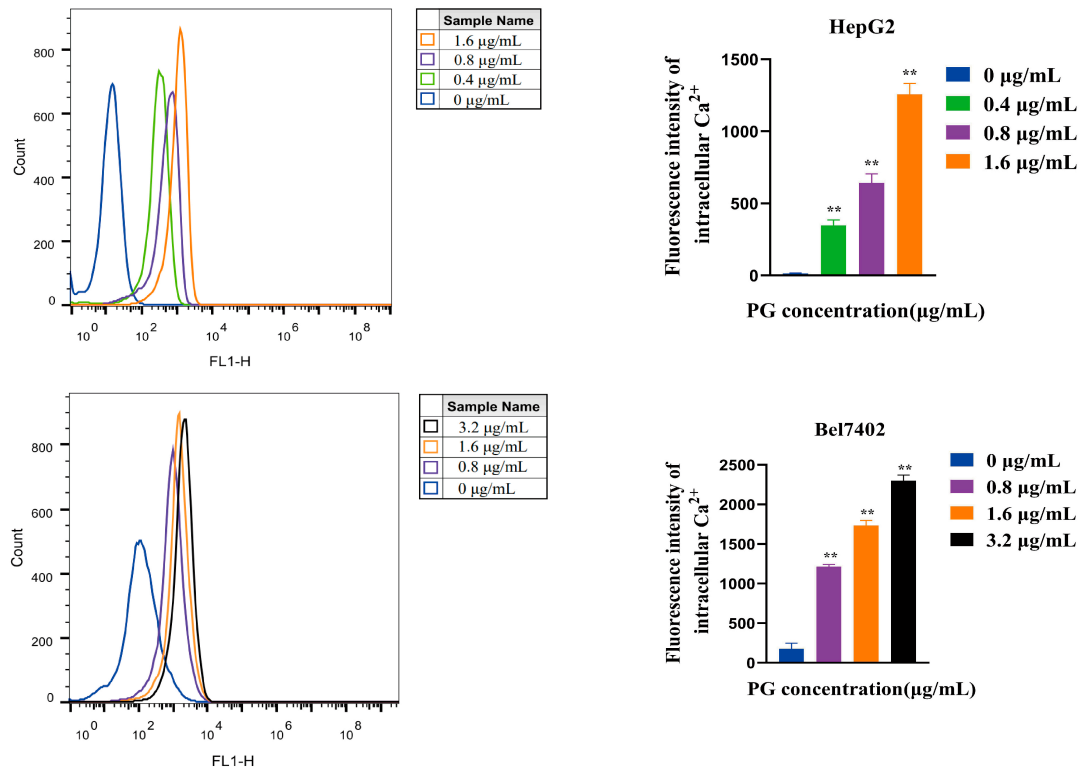 Sample Name
1.6 μg/mL
0.8 μg/mL
0.4 μg/mL
0 μg/mL
Count
800
600
400
200
0
10^0 10^2 10^4 10^6 10^8
FL1-H
HepG2
Fluorescence intensity of
intracellular Ca²⁺
1500
1000
500
0
** ** **
PG concentration(μg/mL)
0 μg/mL
0.4 μg/mL
0.8 μg/mL
1.6 μg/mL
Sample Name
3.2 μg/mL
1.6 μg/mL
0.8 μg/mL
0 μg/mL
Count
800
600
400
200
0
10^0 10^2 10^4 10^6 10^8
FL1-H
Bel7402
Fluorescence intensity of
intracellular Ca²⁺
2500
2000
1500
1000
500
0
** ** **
PG concentration(μg/mL)
0 μg/mL
0.8 μg/mL
1.6 μg/mL
3.2 μg/mL